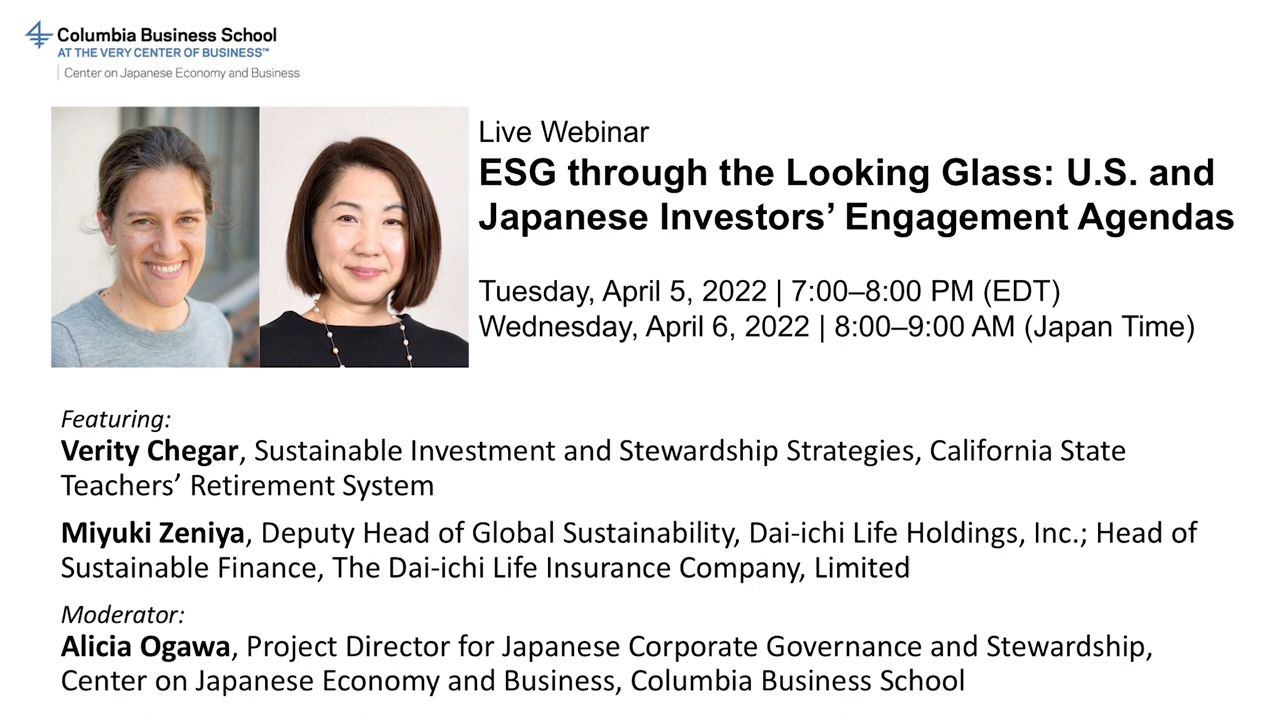 Columbia Business School
AT THE VERY CENTER OF BUSINESS™
Center on Japanese Economy and Business
Live Webinar
ESG through the Looking Glass: U.S. and
Japanese Investors’ Engagement Agendas
Tuesday, April 5, 2022 | 7:00–8:00 PM (EDT)
Wednesday, April 6, 2022 | 8:00–9:00 AM (Japan Time)
Featuring:
Verity Chegar, Sustainable Investment and Stewardship Strategies, California State
Teachers’ Retirement System
Miyuki Zeniya, Deputy Head of Global Sustainability, Dai-ichi Life Holdings, Inc.; Head of
Sustainable Finance, The Dai-ichi Life Insurance Company, Limited
Moderator:
Alicia Ogawa, Project Director for Japanese Corporate Governance and Stewardship,
Center on Japanese Economy and Business, Columbia Business School